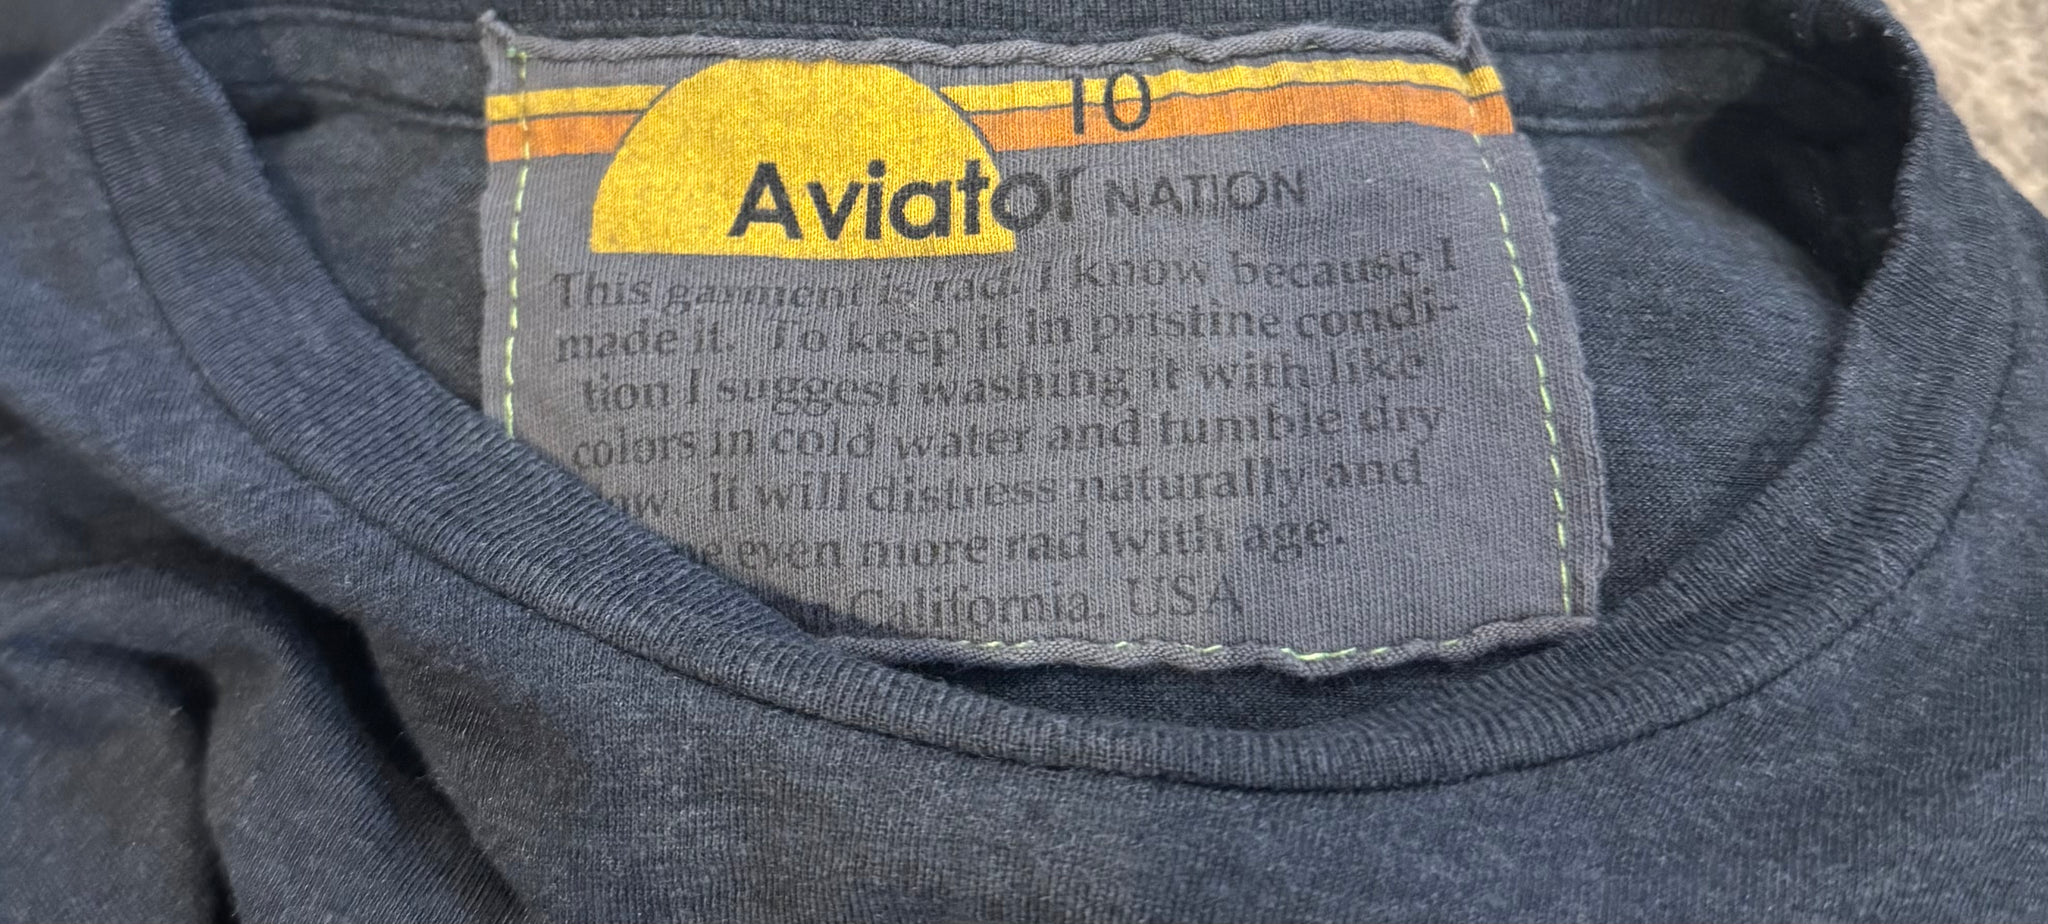 10
Aviator NATION
This garment is rad. I know because I
made it. To keep it in pristine condi-
tion I suggest washing it with like
colors in cold water and tumble dry
It will distress naturally and
even more rad with age.
California, USA